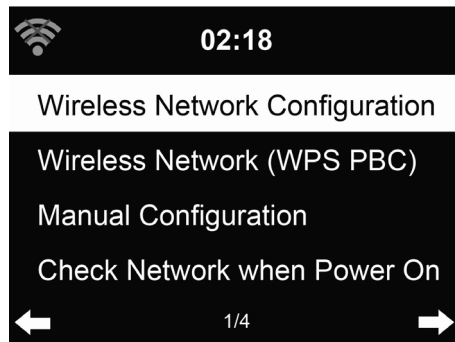 02:18
Wireless Network Configuration
Wireless Network (WPS PBC)
Manual Configuration
Check Network when Power On
1/4